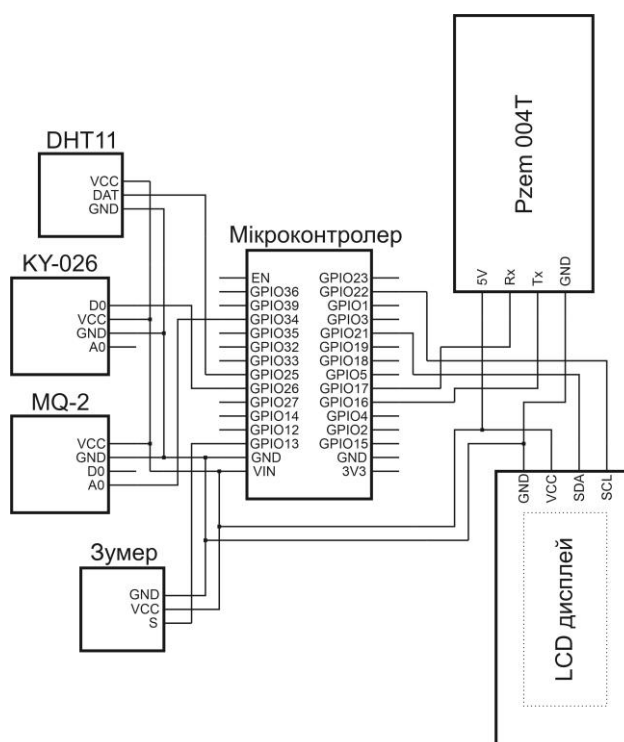 DHT11
VCC
DAT
GND
KY-026
D0
VCC
GND
A0
MQ-2
VCC
GND
D0
A0
Зумер
GND
VCC
S
Мікроконтролер
EN
GPIO36
GPIO39
GPIO34
GPIO35
GPIO32
GPIO33
GPIO25
GPIO26
GPIO27
GPIO14
GPIO12
GPIO13
GND
VIN
GPIO23
GPIO22
GPIO1
GPIO3
GPIO21
GPIO19
GPIO18
GPIO5
GPIO17
GPIO16
GPIO4
GPIO2
GPIO15
GND
3V3
Pzem 004T
5V
Rx
Tx
GND
GND
VCC
SDA
SCL
LCD дисплей